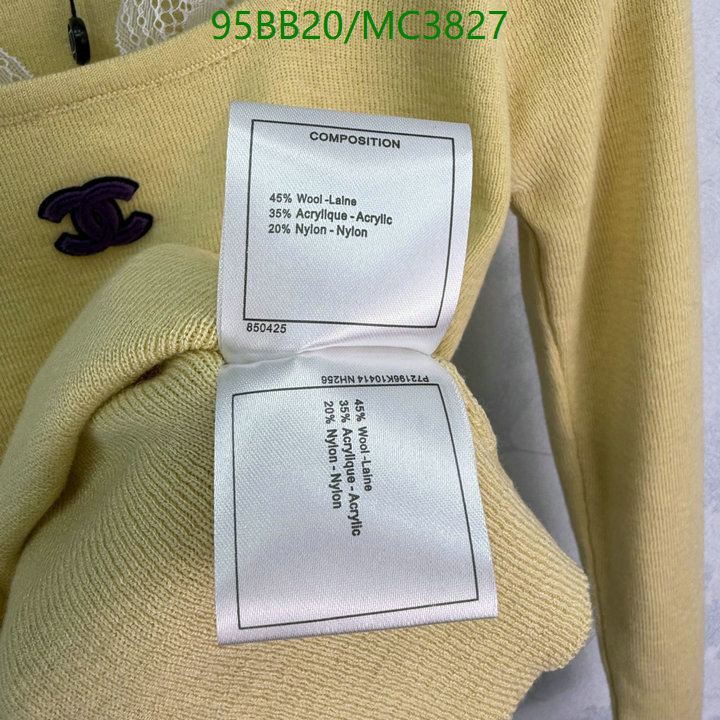 95BB20/MC3827
COMPOSITION
45% Wool-Laine
35% Acrylique - Acrylic
20% Nylon - Nylon
850425
P72196K10414 NH256
45% Wool-Laine
35% Acrylique - Acrylic
20% Nylon - Nylon